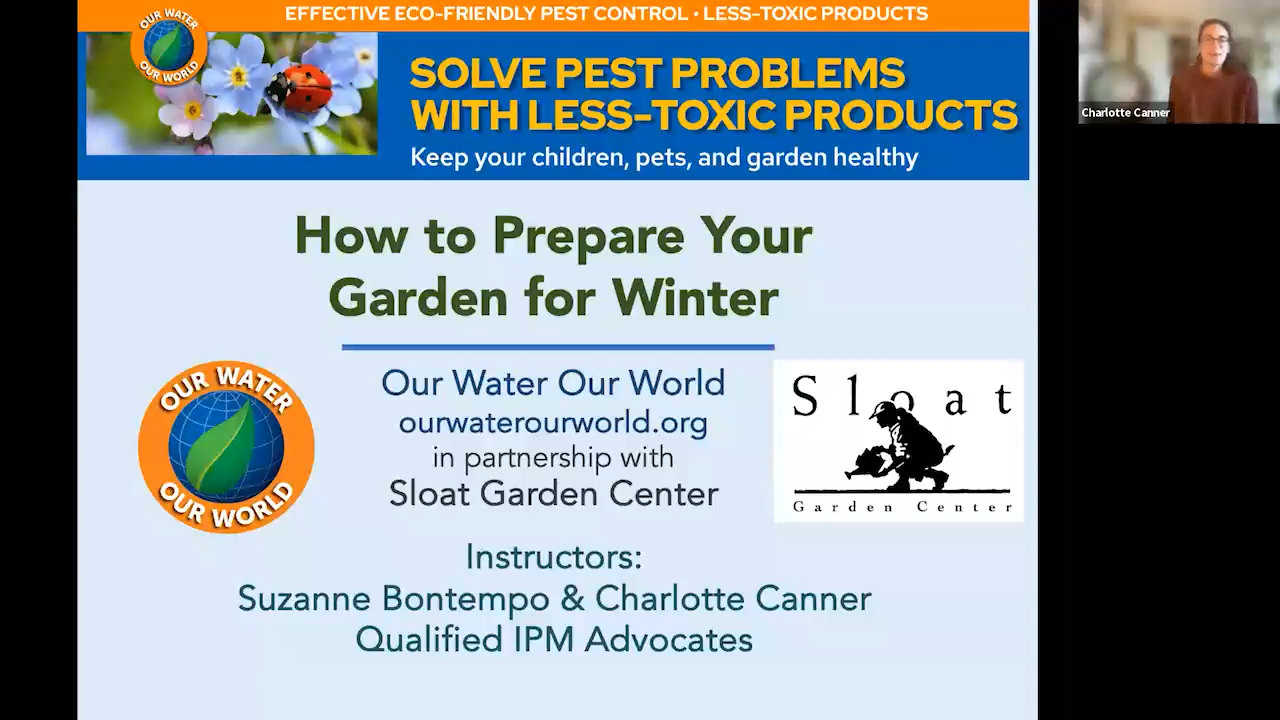 EFFECTIVE ECO-FRIENDLY PEST CONTROL • LESS-TOXIC PRODUCTS
OUR WATER
OUR WORLD
SOLVE PEST PROBLEMS
WITH LESS-TOXIC PRODUCTS
Keep your children, pets, and garden healthy
Charlotte Canner
How to Prepare Your
Garden for Winter
OUR WATER
OUR WORLD
Our Water Our World
ourwaterourworld.org
in partnership with
Sloat Garden Center
Sloat
Garden Center
Instructors:
Suzanne Bontempo & Charlotte Canner
Qualified IPM Advocates